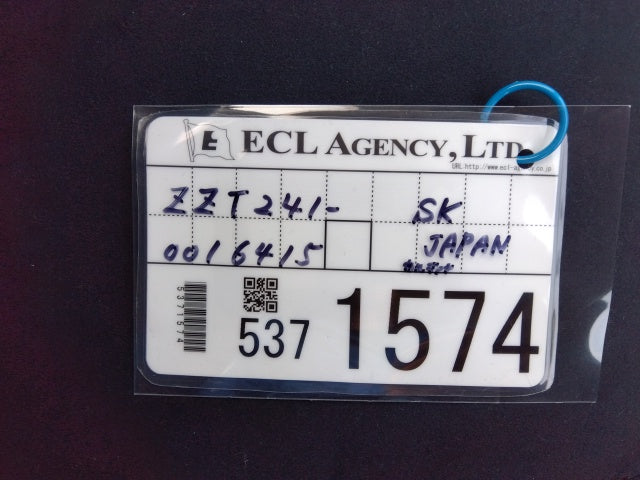 E ECL AGENCY, LTD.
URL:http://www.ecl-agency.co.jp
ZZT241-
SK
0016415
JAPAN
5371574
537 1574